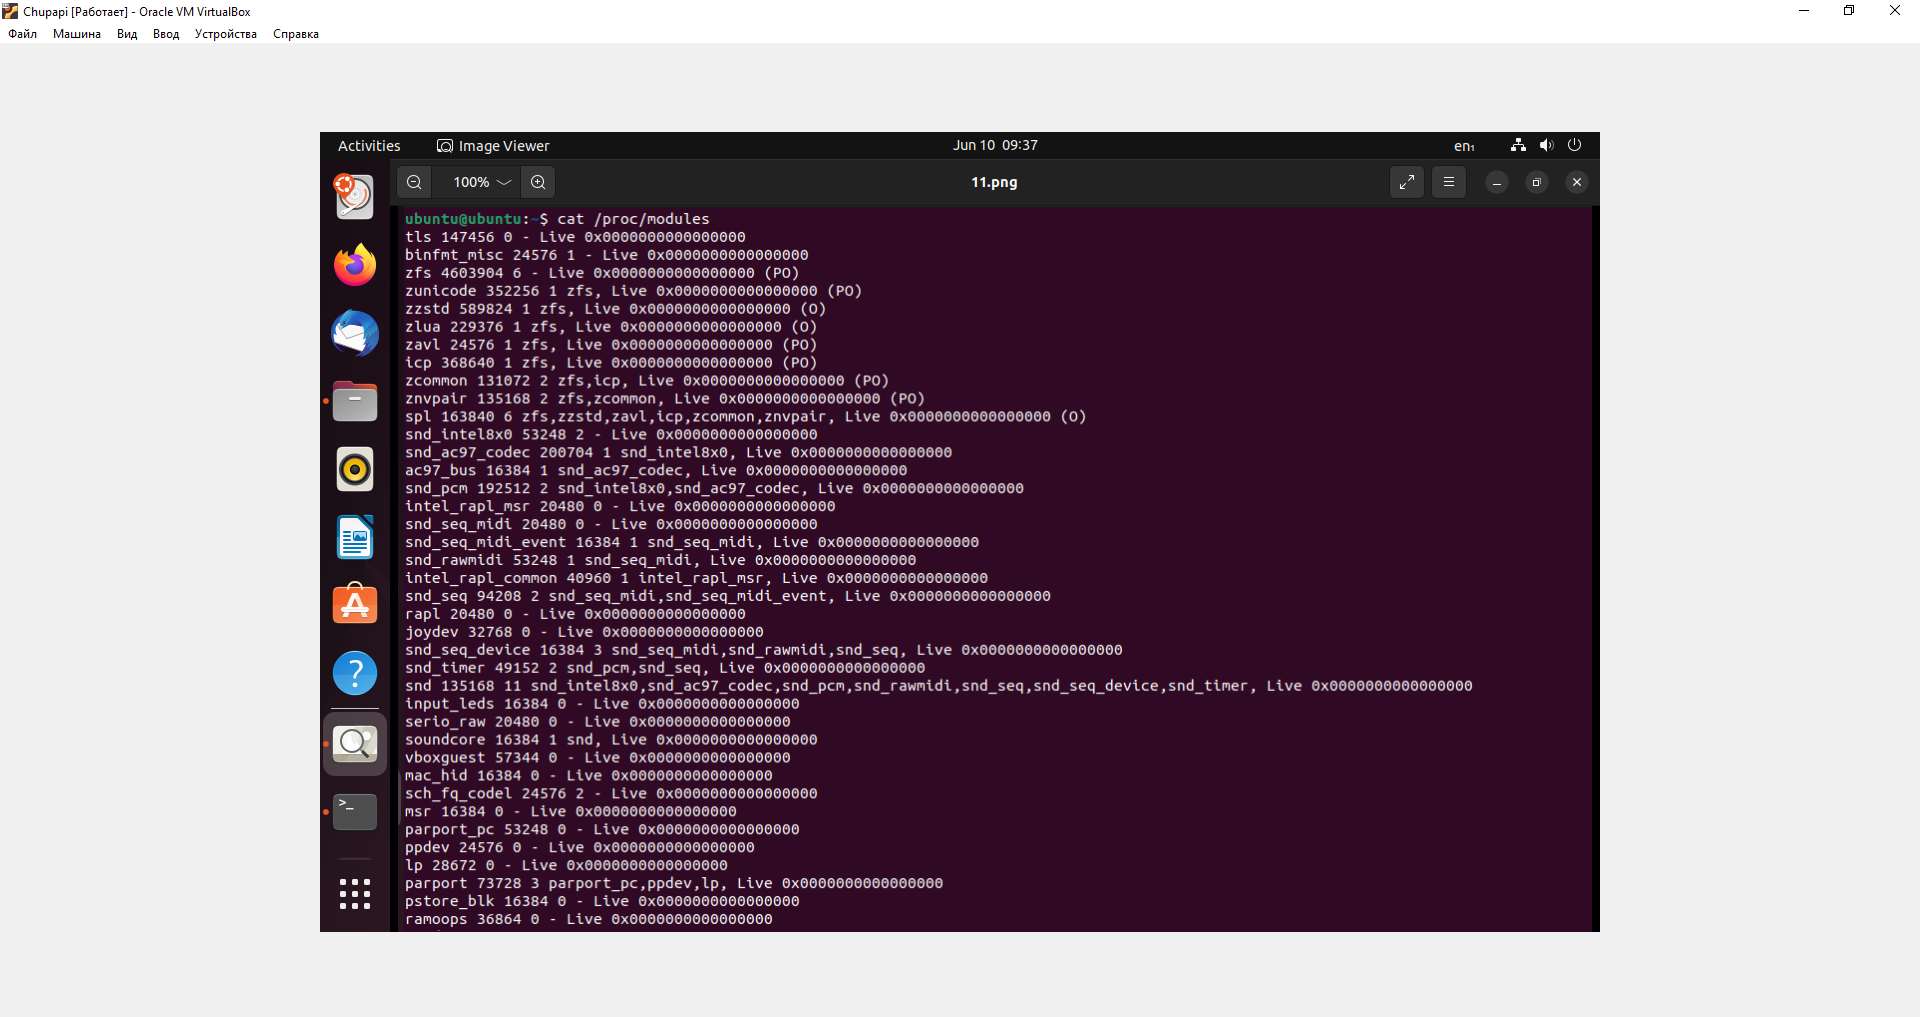 Chupapi [Работает] - Oracle VM VirtualBox
Файл Машина Вид Ввод Устройства Справка
Activities Image Viewer Jun 10 09:37 en₁
100% 11.png
ubuntu@ubuntu:~$ cat /proc/modules
tls 147456 0 - Live 0x0000000000000000
binfmt_misc 24576 1 - Live 0x0000000000000000
zfs 4603904 6 - Live 0x0000000000000000 (PO)
zunicode 352256 1 zfs, Live 0x0000000000000000 (PO)
zzstd 589824 1 zfs, Live 0x0000000000000000 (O)
zlua 229376 1 zfs, Live 0x0000000000000000 (O)
zavl 24576 1 zfs, Live 0x0000000000000000 (PO)
icp 368640 1 zfs, Live 0x0000000000000000 (PO)
zcommon 131072 2 zfs,icp, Live 0x0000000000000000 (PO)
znvpair 135168 2 zfs,zcommon, Live 0x0000000000000000 (PO)
spl 163840 6 zfs,zzstd,zavl,icp,zcommon,znvpair, Live 0x0000000000000000 (O)
snd_intel8x0 53248 2 - Live 0x0000000000000000
snd_ac97_codec 200704 1 snd_intel8x0, Live 0x0000000000000000
ac97_bus 16384 1 snd_ac97_codec, Live 0x0000000000000000
snd_pcm 192512 2 snd_intel8x0,snd_ac97_codec, Live 0x0000000000000000
intel_rapl_msr 20480 0 - Live 0x0000000000000000
snd_seq_midi 20480 0 - Live 0x0000000000000000
snd_seq_midi_event 16384 1 snd_seq_midi, Live 0x0000000000000000
snd_rawmidi 53248 1 snd_seq_midi, Live 0x0000000000000000
intel_rapl_common 40960 1 intel_rapl_msr, Live 0x0000000000000000
snd_seq 94208 2 snd_seq_midi,snd_seq_midi_event, Live 0x0000000000000000
rapl 20480 0 - Live 0x0000000000000000
joydev 32768 0 - Live 0x0000000000000000
snd_seq_device 16384 3 snd_seq_midi,snd_rawmidi,snd_seq, Live 0x0000000000000000
snd_timer 49152 2 snd_pcm,snd_seq, Live 0x0000000000000000
snd 135168 11 snd_intel8x0,snd_ac97_codec,snd_pcm,snd_rawmidi,snd_seq,snd_seq_device,snd_timer, Live 0x0000000000000000
input_leds 16384 0 - Live 0x0000000000000000
serio_raw 20480 0 - Live 0x0000000000000000
soundcore 16384 1 snd, Live 0x0000000000000000
vboxguest 57344 0 - Live 0x0000000000000000
mac_hid 16384 0 - Live 0x0000000000000000
sch_fq_codel 24576 2 - Live 0x0000000000000000
msr 16384 0 - Live 0x0000000000000000
parport_pc 53248 0 - Live 0x0000000000000000
ppdev 24576 0 - Live 0x0000000000000000
lp 28672 0 - Live 0x0000000000000000
parport 73728 3 parport_pc,ppdev,lp, Live 0x0000000000000000
pstore_blk 16384 0 - Live 0x0000000000000000
ramoops 36864 0 - Live 0x0000000000000000